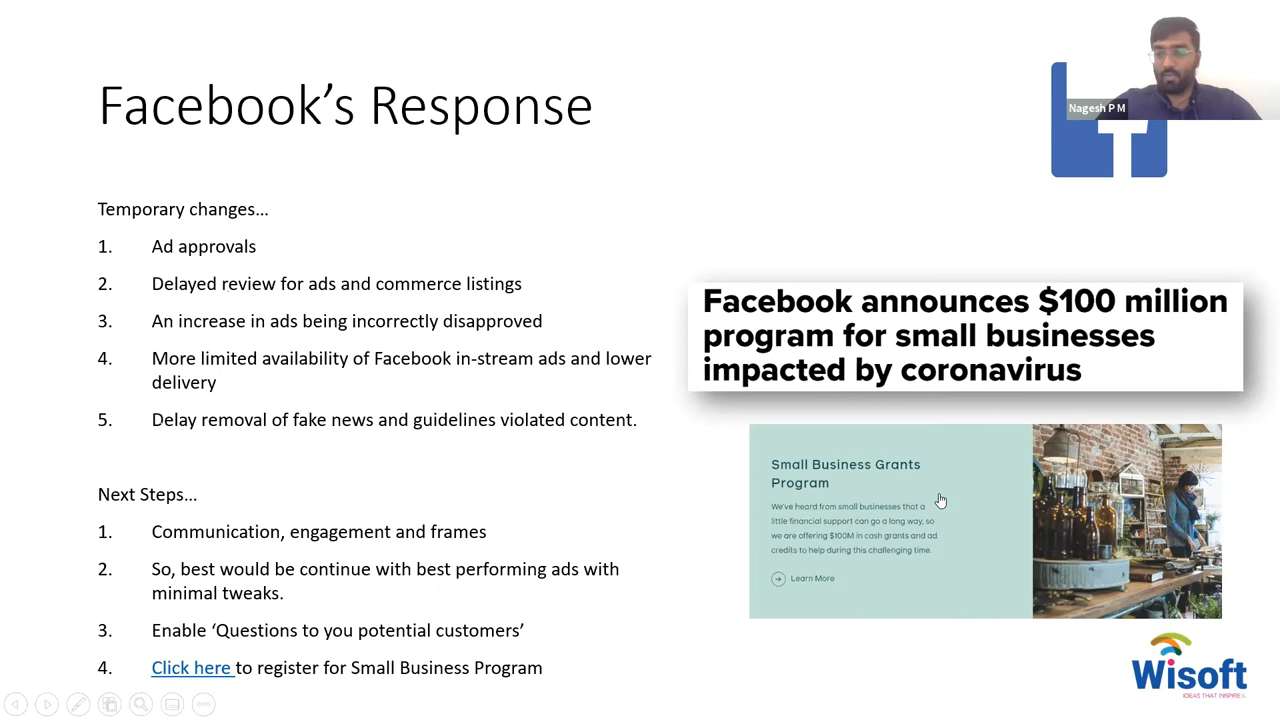 Facebook's Response
Nagesh P M
Temporary changes…
1. Ad approvals
2. Delayed review for ads and commerce listings
3. An increase in ads being incorrectly disapproved
4. More limited availability of Facebook in-stream ads and lower
delivery
5. Delay removal of fake news and guidelines violated content.
Facebook announces $100 million
program for small businesses
impacted by coronavirus
Small Business Grants
Program
We've heard from small businesses that a
little financial support can go a long way, so
we are offering $100M in cash grants and ad
credits to help during this challenging time.
Learn More
Next Steps…
1. Communication, engagement and frames
2. So, best would be continue with best performing ads with
minimal tweaks.
3. Enable 'Questions to you potential customers'
4. Click here to register for Small Business Program
Wisoft
IDEAS THAT INSPIRE